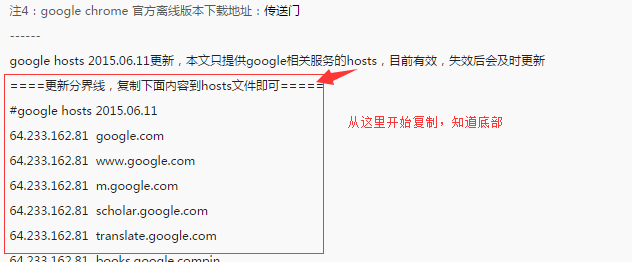 注4：google chrome 官方离线版本下载地址：传送门
------
google hosts 2015.06.11更新，本文只提供google相关服务的hosts，目前有效，失效后会及时更新
====更新分界线，复制下面内容到hosts文件即可=====
#google hosts 2015.06.11
从这里开始复制，知道底部
64.233.162.81 google.com
64.233.162.81 www.google.com
64.233.162.81 m.google.com
64.233.162.81 scholar.google.com
64.233.162.81 translate.google.com
64.233.162.81 books.google.compin